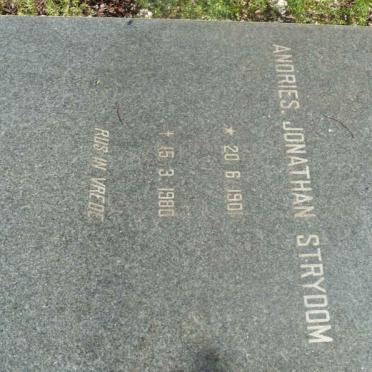 ANDRIES. JONATHAN STRYDOM
* 20 6 1901
† 15 3 1980
RUS IN VREDE